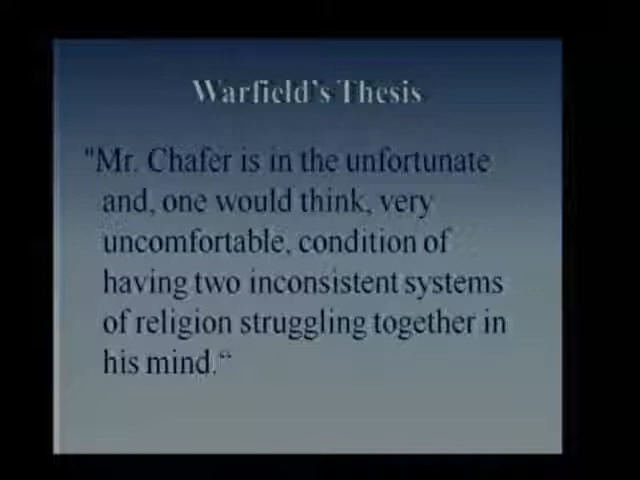 Warfield's Thesis
"Mr. Chafer is in the unfortunate
and, one would think, very
uncomfortable, condition of
having two inconsistent systems
of religion struggling together in
his mind.“